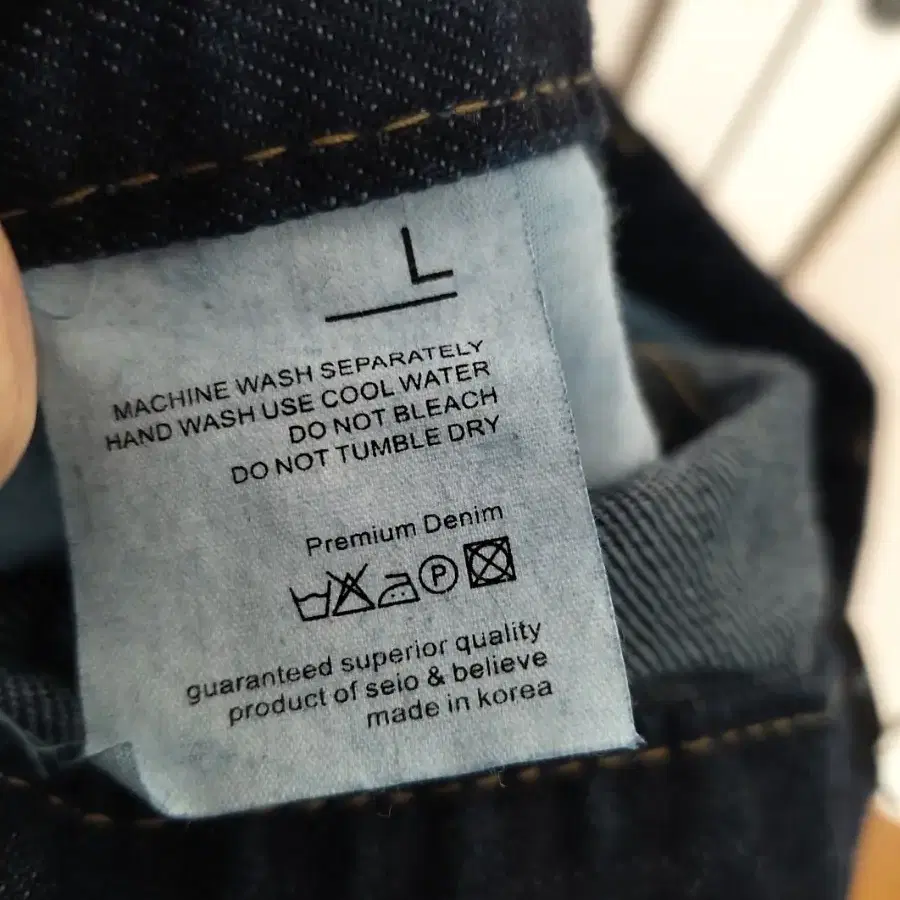 L
MACHINE WASH SEPARATELY
HAND WASH USE COOL WATER
DO NOT BLEACH
DO NOT TUMBLE DRY
Premium Denim
P
guaranteed superior quality
product of seio & believe
made in korea